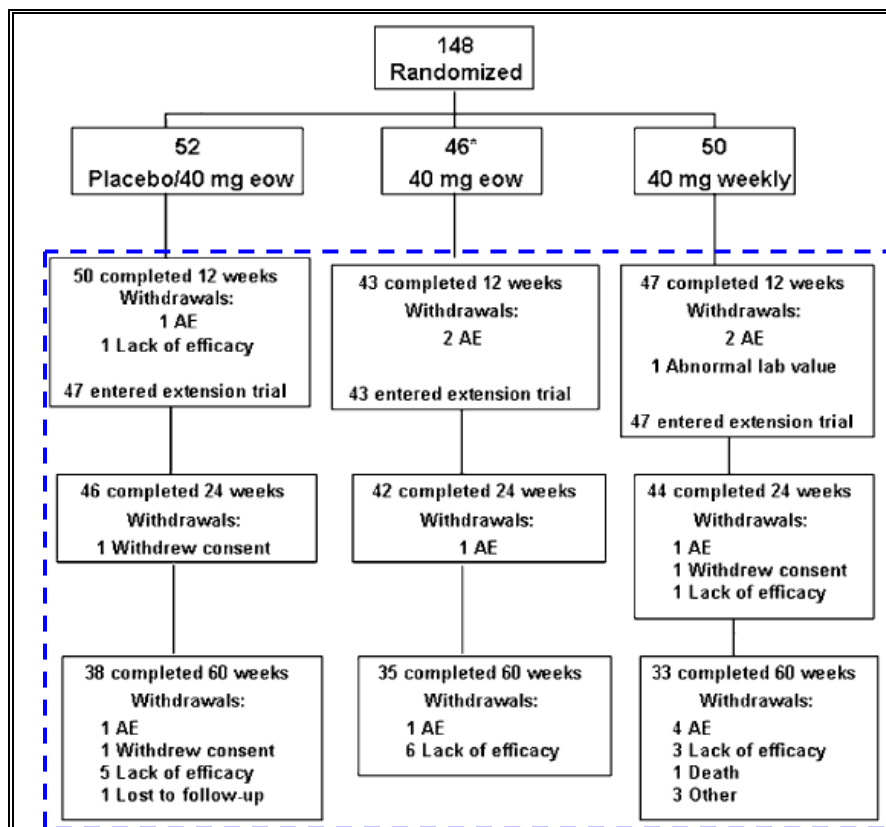 148
Randomized
52
Placebo/40 mg eow
46*
40 mg eow
50
40 mg weekly
50 completed 12 weeks
Withdrawals:
1 AE
1 Lack of efficacy
47 entered extension trial
43 completed 12 weeks
Withdrawals:
2 AE
43 entered extension trial
47 completed 12 weeks
Withdrawals:
2 AE
1 Abnormal lab value
47 entered extension trial
46 completed 24 weeks
Withdrawals:
1 Withdrew consent
42 completed 24 weeks
Withdrawals:
1 AE
44 completed 24 weeks
Withdrawals:
1 AE
1 Withdrew consent
1 Lack of efficacy
38 completed 60 weeks
Withdrawals:
1 AE
1 Withdrew consent
5 Lack of efficacy
1 Lost to follow-up
35 completed 60 weeks
Withdrawals:
1 AE
6 Lack of efficacy
33 completed 60 weeks
Withdrawals:
4 AE
3 Lack of efficacy
1 Death
3 Other